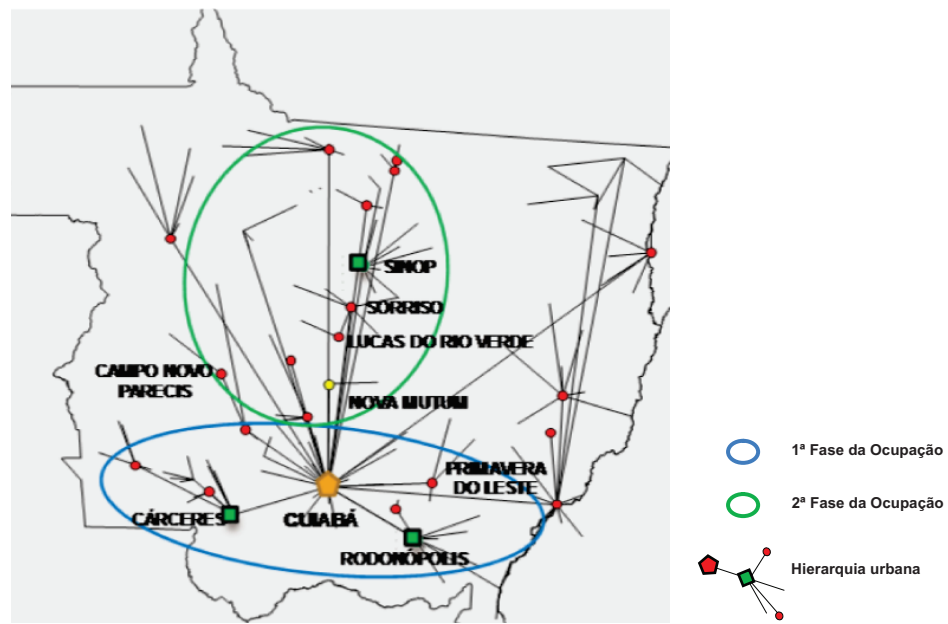 SINOP
SORRISO
LUCAS DO RIO VERDE
CAMPO NOVO
PARECIS
NOVA MUTUM
PRIMAVERA
DO LESTE
CÁRCERES
CUIABÁ
RODONÓPOLIS
1ª Fase da Ocupação
2ª Fase da Ocupação
Hierarquia urbana